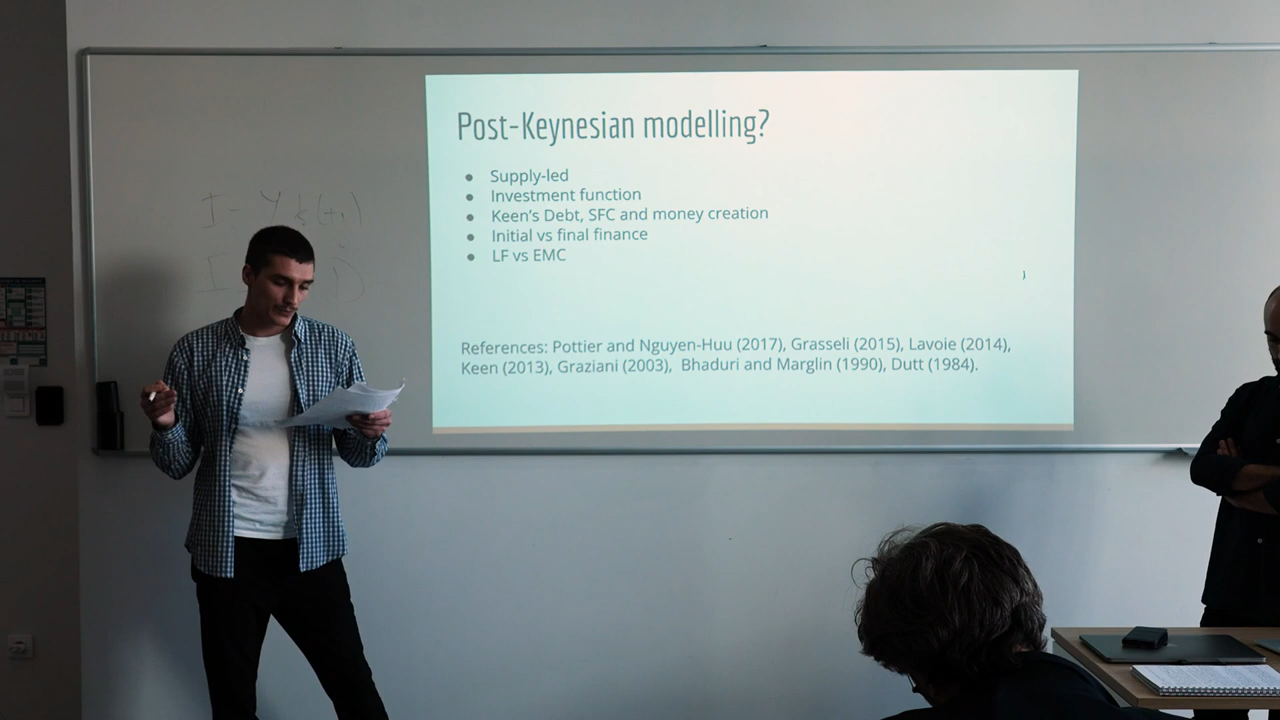 Post-Keynesian modelling?
● Supply-led
● Investment function
● Keen's Debt, SFC and money creation
● Initial vs final finance
● LF vs EMC
References: Pottier and Nguyen-Huu (2017), Grasseli (2015), Lavoie (2014),
Keen (2013), Graziani (2003), Bhaduri and Marglin (1990), Dutt (1984).